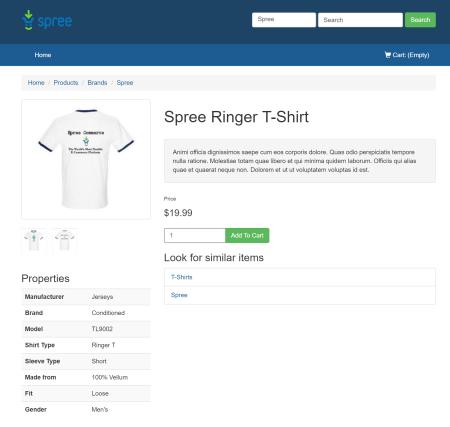 spree
Spree Search Search
Home Cart: (Empty)
Home / Products / Brands / Spree
Spree Ringer T-Shirt
Spree Commerce
The World's Most Flexible
E-Commerce Platform
Animi officia dignissimos saepe cum eos corporis dolore. Quas odio perspiciatis tempore
nulla ratione. Molestiae totam quae libero et qui minima quidem laborum. Officiis qui alias
quae et quaerat neque non. Dolorem et ut ut voluptatem voluptas id est.
Price
$19.99
1 Add To Cart
Look for similar items
T-Shirts
Spree
Properties
Manufacturer Jerseys
Brand Conditioned
Model TL9002
Shirt Type Ringer T
Sleeve Type Short
Made from 100% Vellum
Fit Loose
Gender Men's